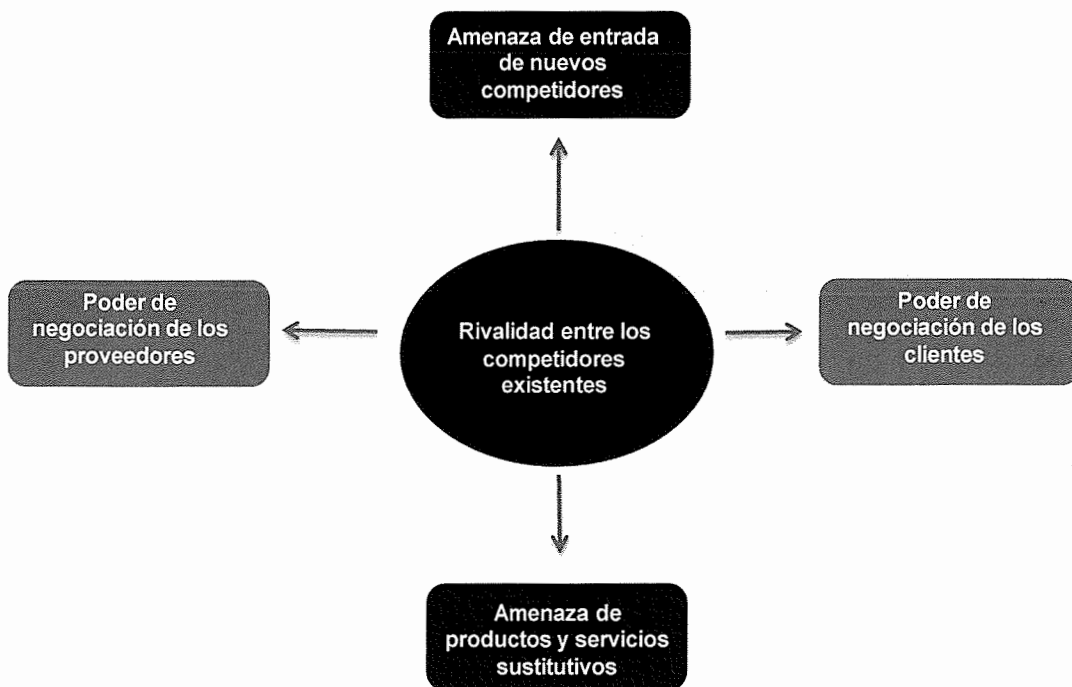 Amenaza de entrada
de nuevos
competidores
Poder de
negociación de los
proveedores
Rivalidad entre los
competidores
existentes
Poder de
negociación de los
clientes
Amenaza de
productos y servicios
sustitutivos